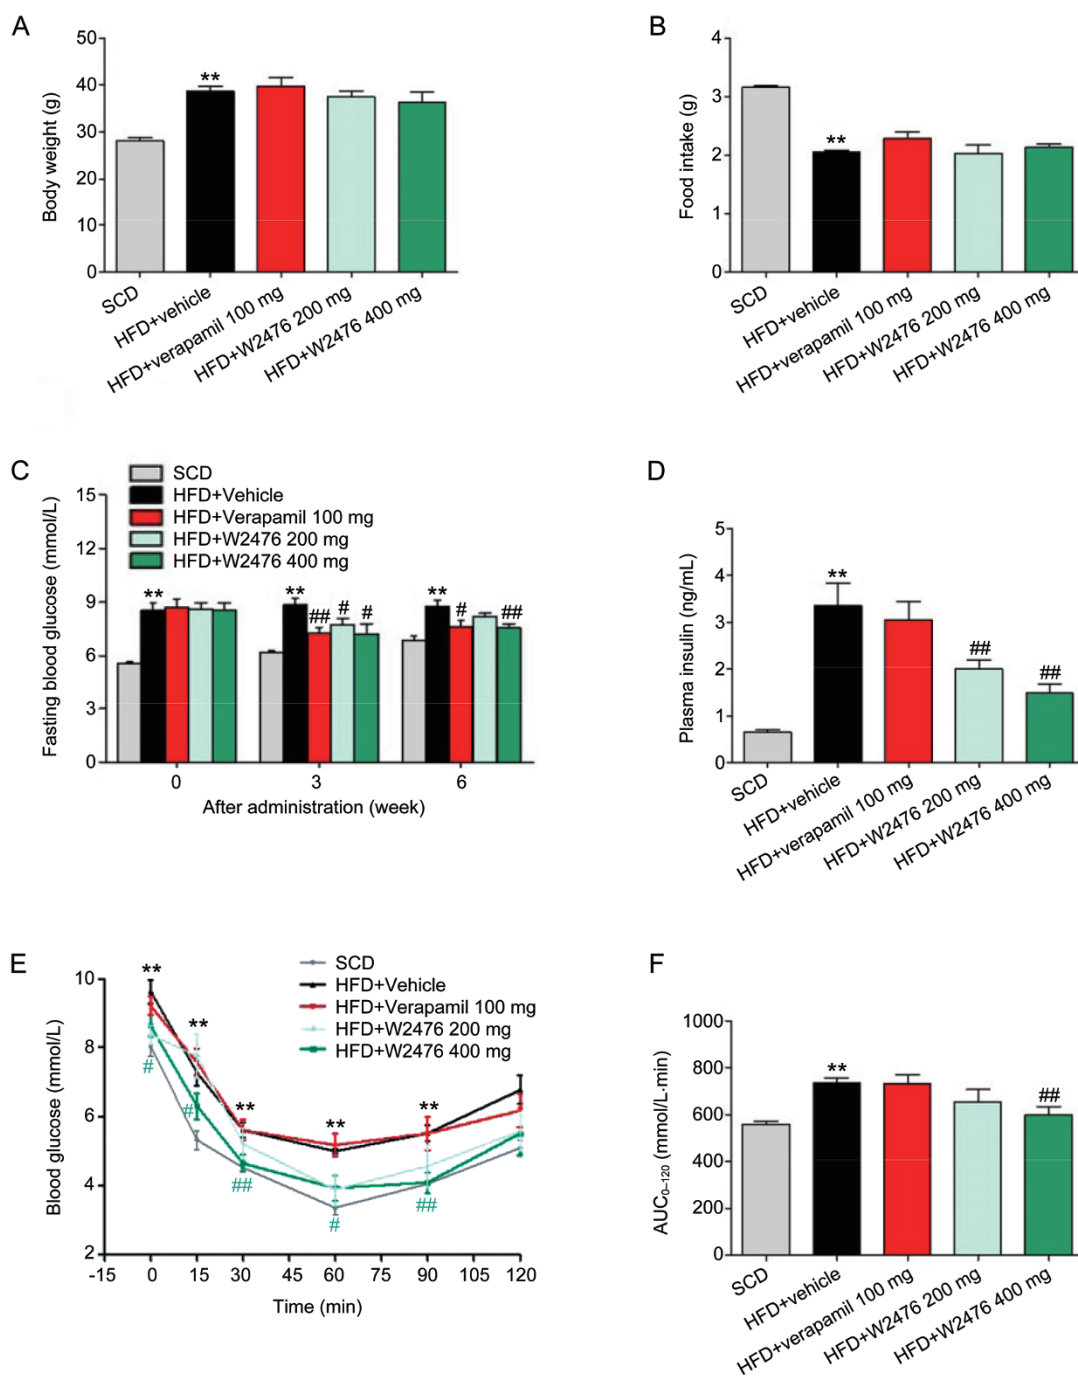 A
50
40
30
20
10
0
Body weight (g)
**
SCD
HFD+vehicle
HFD+verapamil 100 mg
HFD+W2476 200 mg
HFD+W2476 400 mg
B
4
3
2
1
0
Food intake (g)
**
SCD
HFD+vehicle
HFD+verapamil 100 mg
HFD+W2476 200 mg
HFD+W2476 400 mg
C
SCD
HFD+Vehicle
HFD+Verapamil 100 mg
HFD+W2476 200 mg
HFD+W2476 400 mg
15
12
9
6
3
0
Fasting blood glucose (mmol/L)
** ** ## # # ** # ##
0 3 6
After administration (week)
D
5
4
3
2
1
0
Plasma insulin (ng/mL)
** ## ##
SCD
HFD+vehicle
HFD+verapamil 100 mg
HFD+W2476 200 mg
HFD+W2476 400 mg
E
SCD
HFD+Vehicle
HFD+Verapamil 100 mg
HFD+W2476 200 mg
HFD+W2476 400 mg
10
8
6
4
2
Blood glucose (mmol/L)
** ** ** ** **
# # ## # ##
-15 0 15 30 45 60 75 90 105 120
Time (min)
F
1000
800
600
400
200
0
AUC0–120 (mmol/L·min)
** ##
SCD
HFD+vehicle
HFD+verapamil 100 mg
HFD+W2476 200 mg
HFD+W2476 400 mg